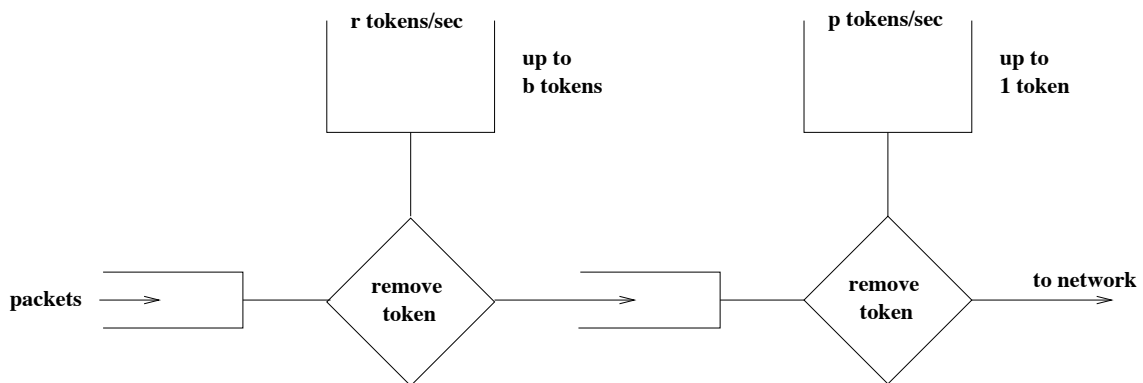 r tokens/sec
up to
b tokens
p tokens/sec
up to
1 token
packets
remove
token
remove
token
to network